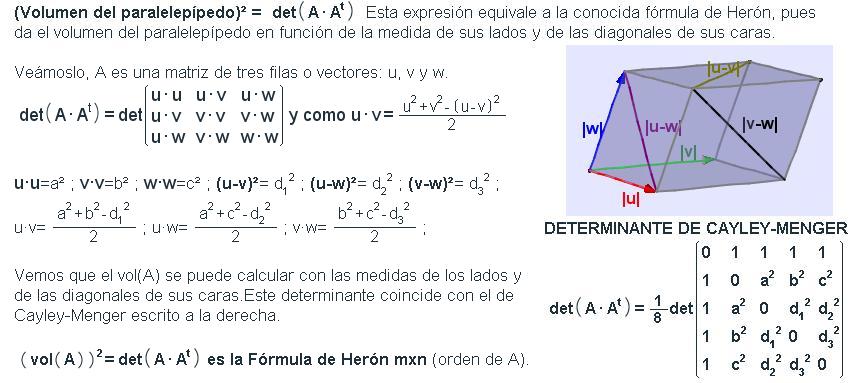 (Volumen del paralelepípedo)² = det(A·Aᵗ) Esta expresión equivale a la conocida fórmula de Herón, pues
da el volumen del paralelepípedo en función de la medida de sus lados y de las diagonales de sus caras.
Veámoslo, A es una matriz de tres filas o vectores: u, v y w.
det(A·Aᵗ) = det (u·u u·v u·w
u·v v·v v·w
u·w v·w w·w) y como u·v = (u²+v²-(u-v)²)/2
u·u=a² ; v·v=b² ; w·w=c² ; (u-v)²= d₁² ; (u-w)²= d₂² ; (v-w)²= d₃² ;
u·v= (a²+b²-d₁²)/2 ; u·w= (a²+c²-d₂²)/2 ; v·w= (b²+c²-d₃²)/2 ;
Vemos que el vol(A) se puede calcular con las medidas de los lados y
de las diagonales de sus caras.Este determinante coincide con el de
Cayley-Menger escrito a la derecha.
(vol(A))²=det(A·Aᵗ) es la Fórmula de Herón mxn (orden de A).
|u-v|
|w|
|u-w|
|v-w|
|v|
|u|
DETERMINANTE DE CAYLEY-MENGER
det(A·Aᵗ) = 1/8 det (0 1 1 1 1
1 0 a² b² c²
1 a² 0 d₁² d₂²
1 b² d₁² 0 d₃²
1 c² d₂² d₃² 0)